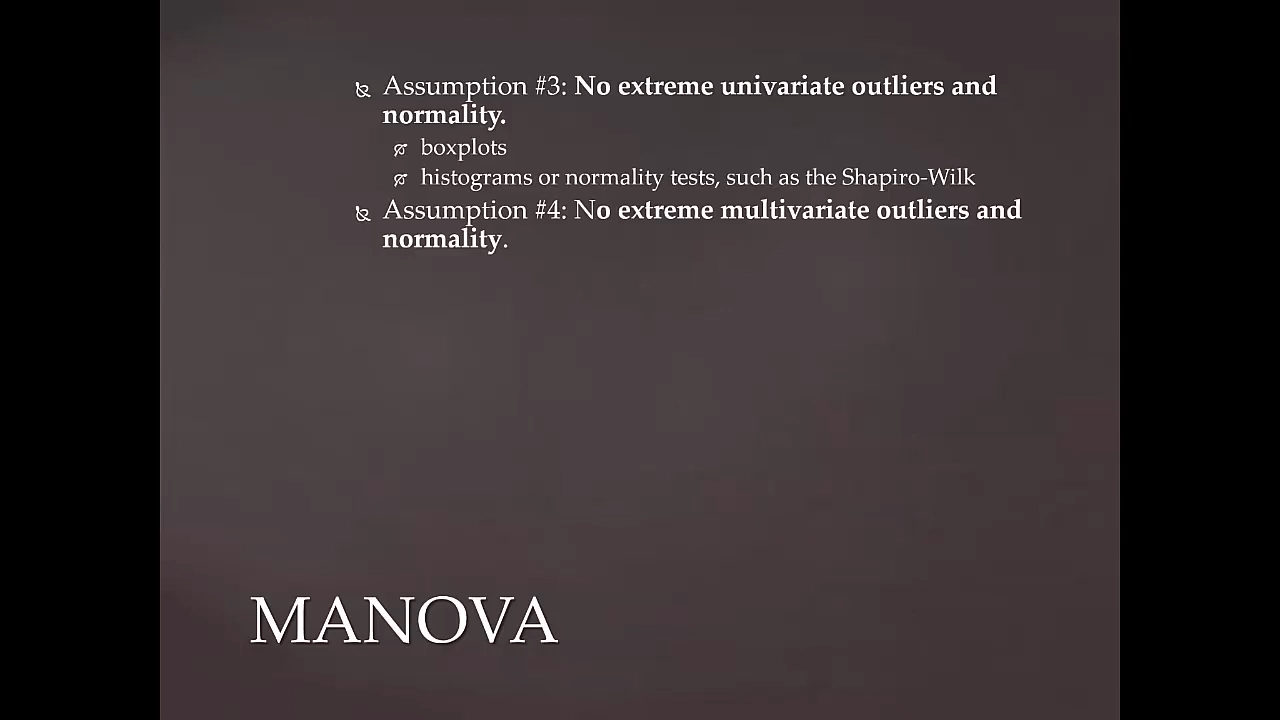 Assumption #3: No extreme univariate outliers and
normality.
boxplots
histograms or normality tests, such as the Shapiro-Wilk
Assumption #4: No extreme multivariate outliers and
normality.
MANOVA